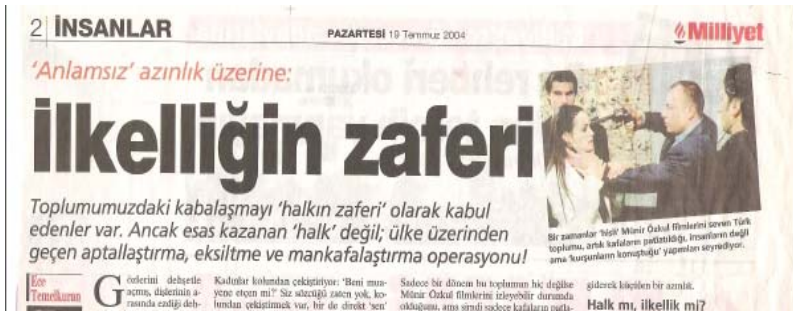 2 İNSANLAR
PAZARTESİ 19 Temmuz 2004
Milliyet
'Anlamsız' azınlık üzerine:
İlkelliğin zaferi
Toplumumuzdaki kabalaşmayı 'halkın zaferi' olarak kabul
edenler var. Ancak esas kazanan 'halk' değil; ülke üzerinden
geçen aptallaştırma, eksiltme ve mankafalaştırma operasyonu!
Bir zamanlar 'hisli' Münir Özkul filmlerini seven Türk
toplumu, artık kafaların patlatıldığı, insanların değil
ama 'kurşunların konuştuğu' yapımları seyrediyor.
Ece
Temelkuran
Gözlerini dehşetle
açmış, dişlerinin a-
rasında ezdiği deh-
Kadınlar kolundan çekiştiriyor: 'Beni mua-
yene etçen mi?' Siz sözcüğü zaten yok, ko-
lundan çekiştirmek var, bir de direkt 'sen'
Sadece bir dönem bu toplumun hiç değilse
Münir Özkul filmlerini izleyebilir durumda
olduğunu, ama şimdi sadece kafaların patla-
giderek küçülen bir azınlık.
Halk mı, ilkellik mi?